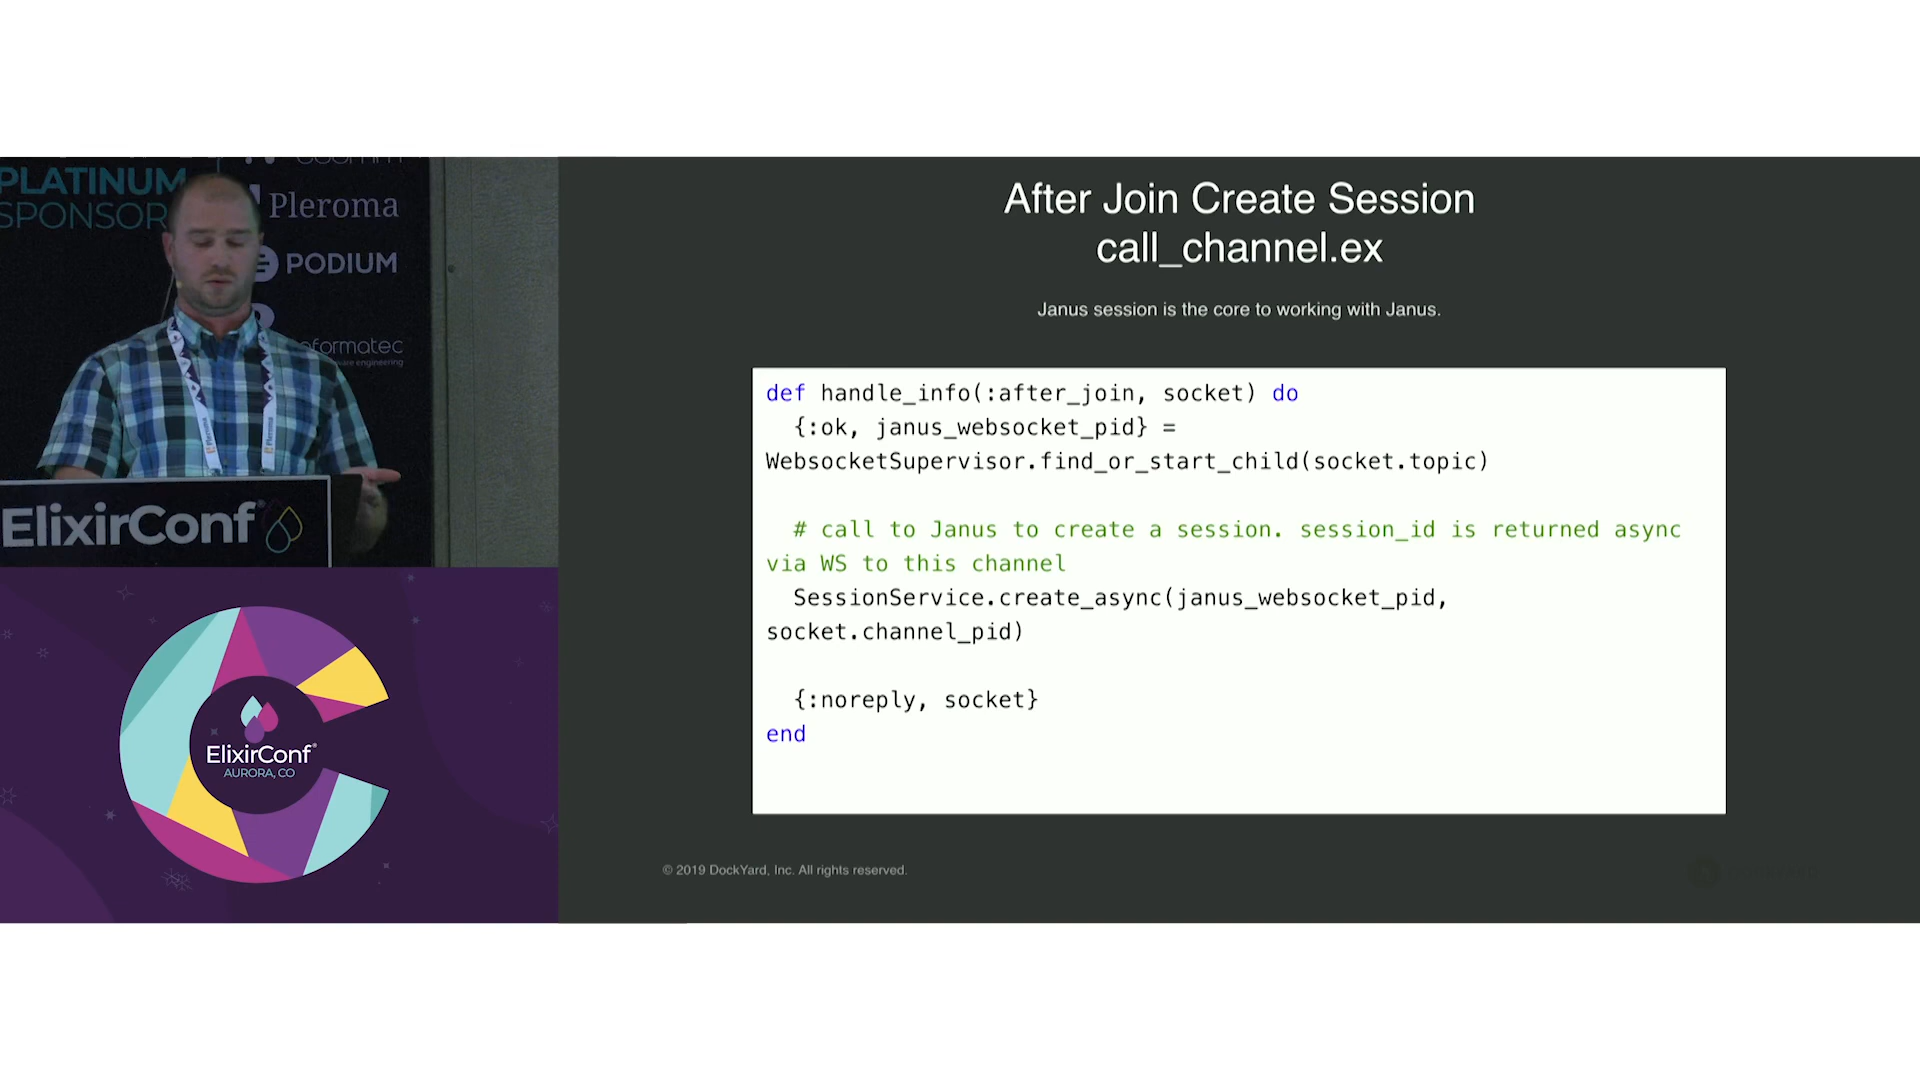 PLATINUM
SPONSOR
Pleroma
PODIUM
ElixirConf
ElixirConf
AURORA, CO
After Join Create Session
call_channel.ex
Janus session is the core to working with Janus.
def handle_info(:after_join, socket) do
{:ok, janus_websocket_pid} =
WebsocketSupervisor.find_or_start_child(socket.topic)
# call to Janus to create a session. session_id is returned async
via WS to this channel
SessionService.create_async(janus_websocket_pid,
socket.channel_pid)
{:noreply, socket}
end
© 2019 DockYard, Inc. All rights reserved.